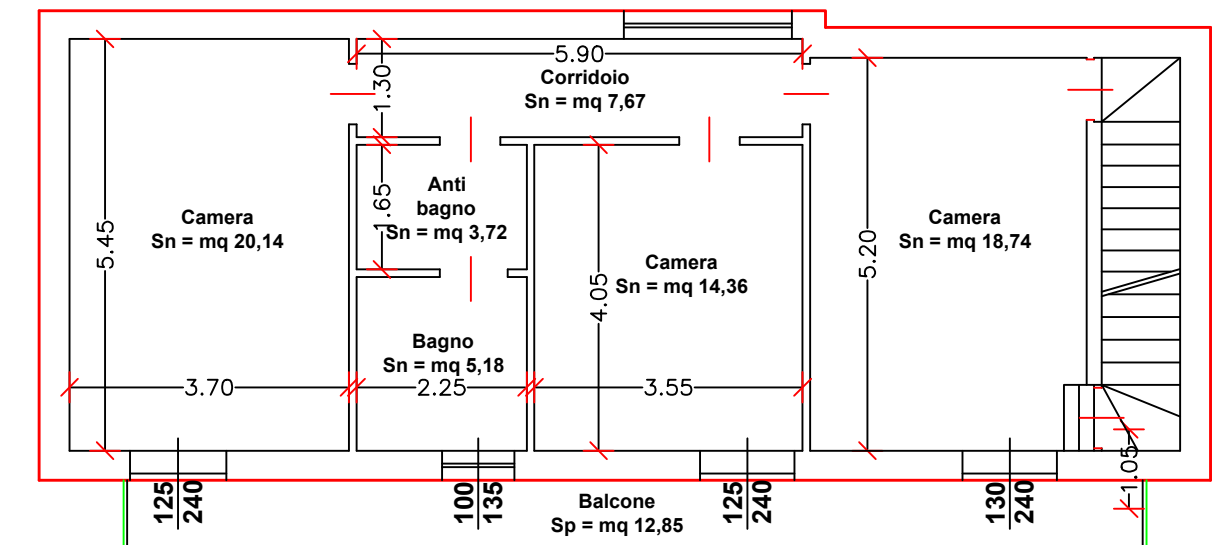 5.90
Corridoio
Sn = mq 7,67
1.30
Anti
bagno
Sn = mq 3,72
1.65
Camera
Sn = mq 20,14
5.45
Camera
Sn = mq 14,36
4.05
Camera
Sn = mq 18,74
5.20
Bagno
Sn = mq 5,18
3.70
2.25
3.55
1.05
125
240
100
135
125
240
130
240
Balcone
Sp = mq 12,85